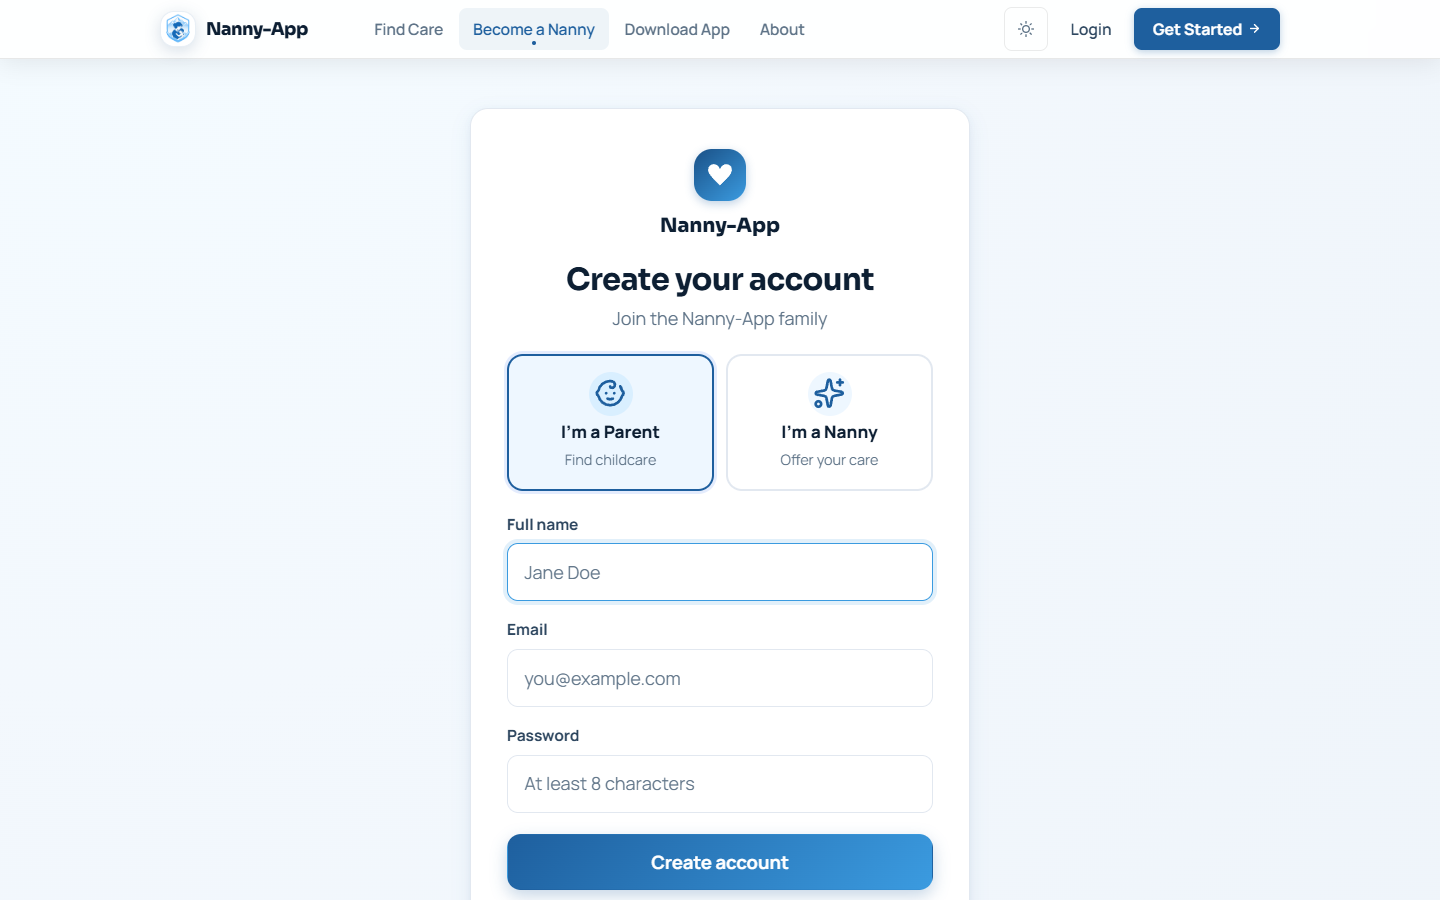 Nanny-App
Find Care
Become a Nanny
Download App
About
Login
Get Started →
Nanny-App
Create your account
Join the Nanny-App family
I'm a Parent
Find childcare
I'm a Nanny
Offer your care
Full name
Jane Doe
Email
you@example.com
Password
At least 8 characters
Create account